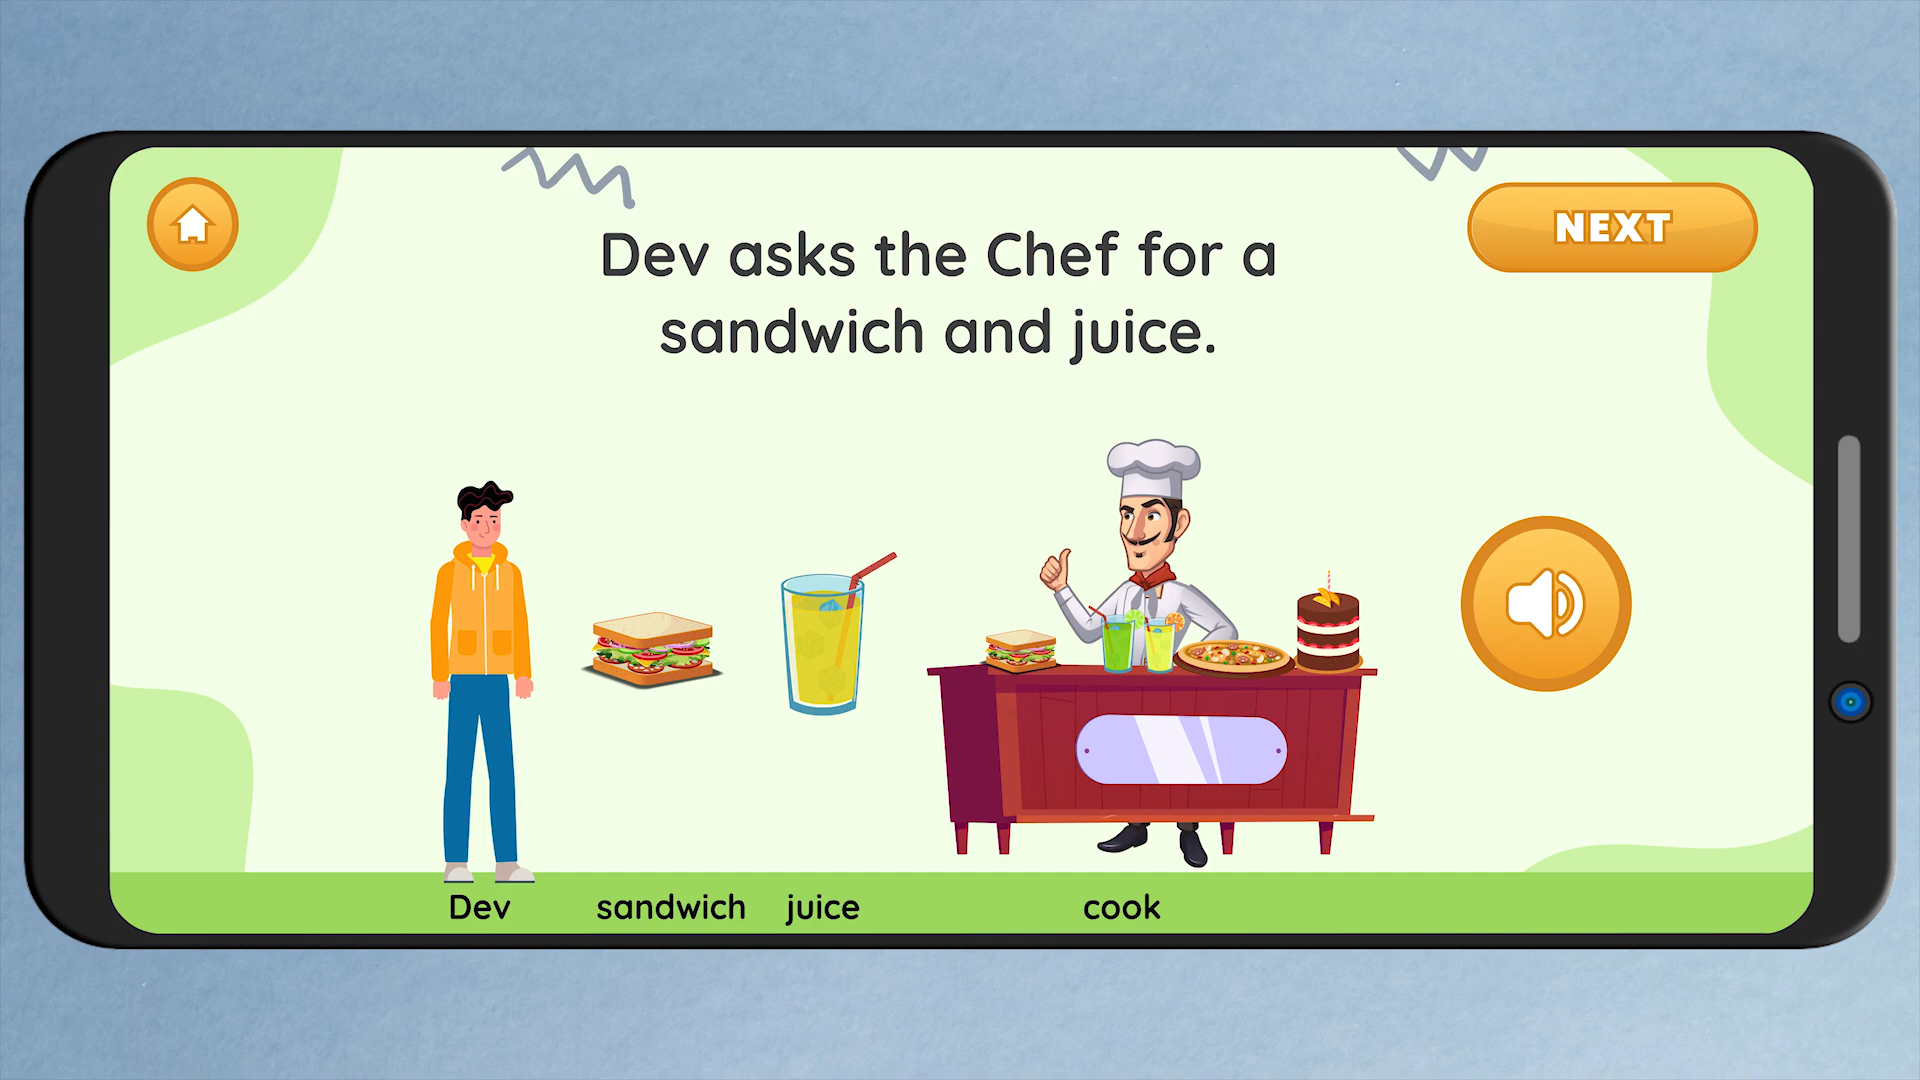 NEXT
Dev asks the Chef for a
sandwich and juice.
Dev sandwich juice cook